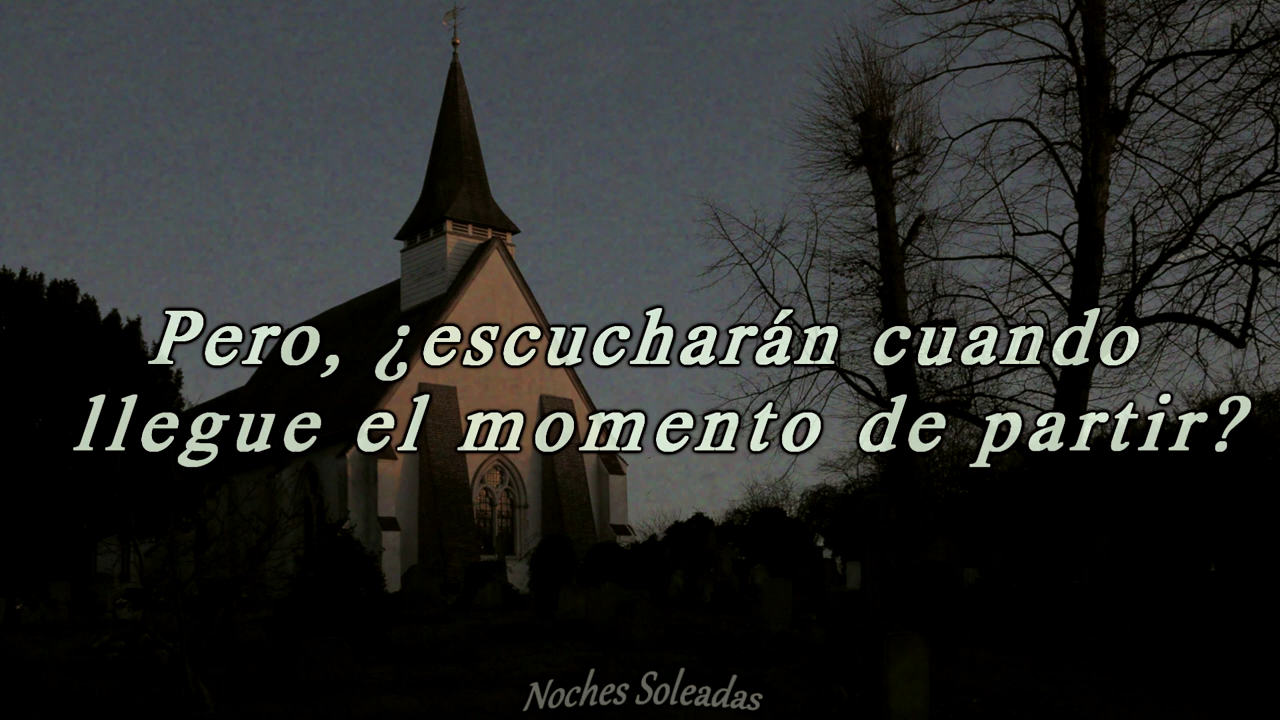 Pero, ¿escucharán cuando
llegue el momento de partir?
Noches Soleadas